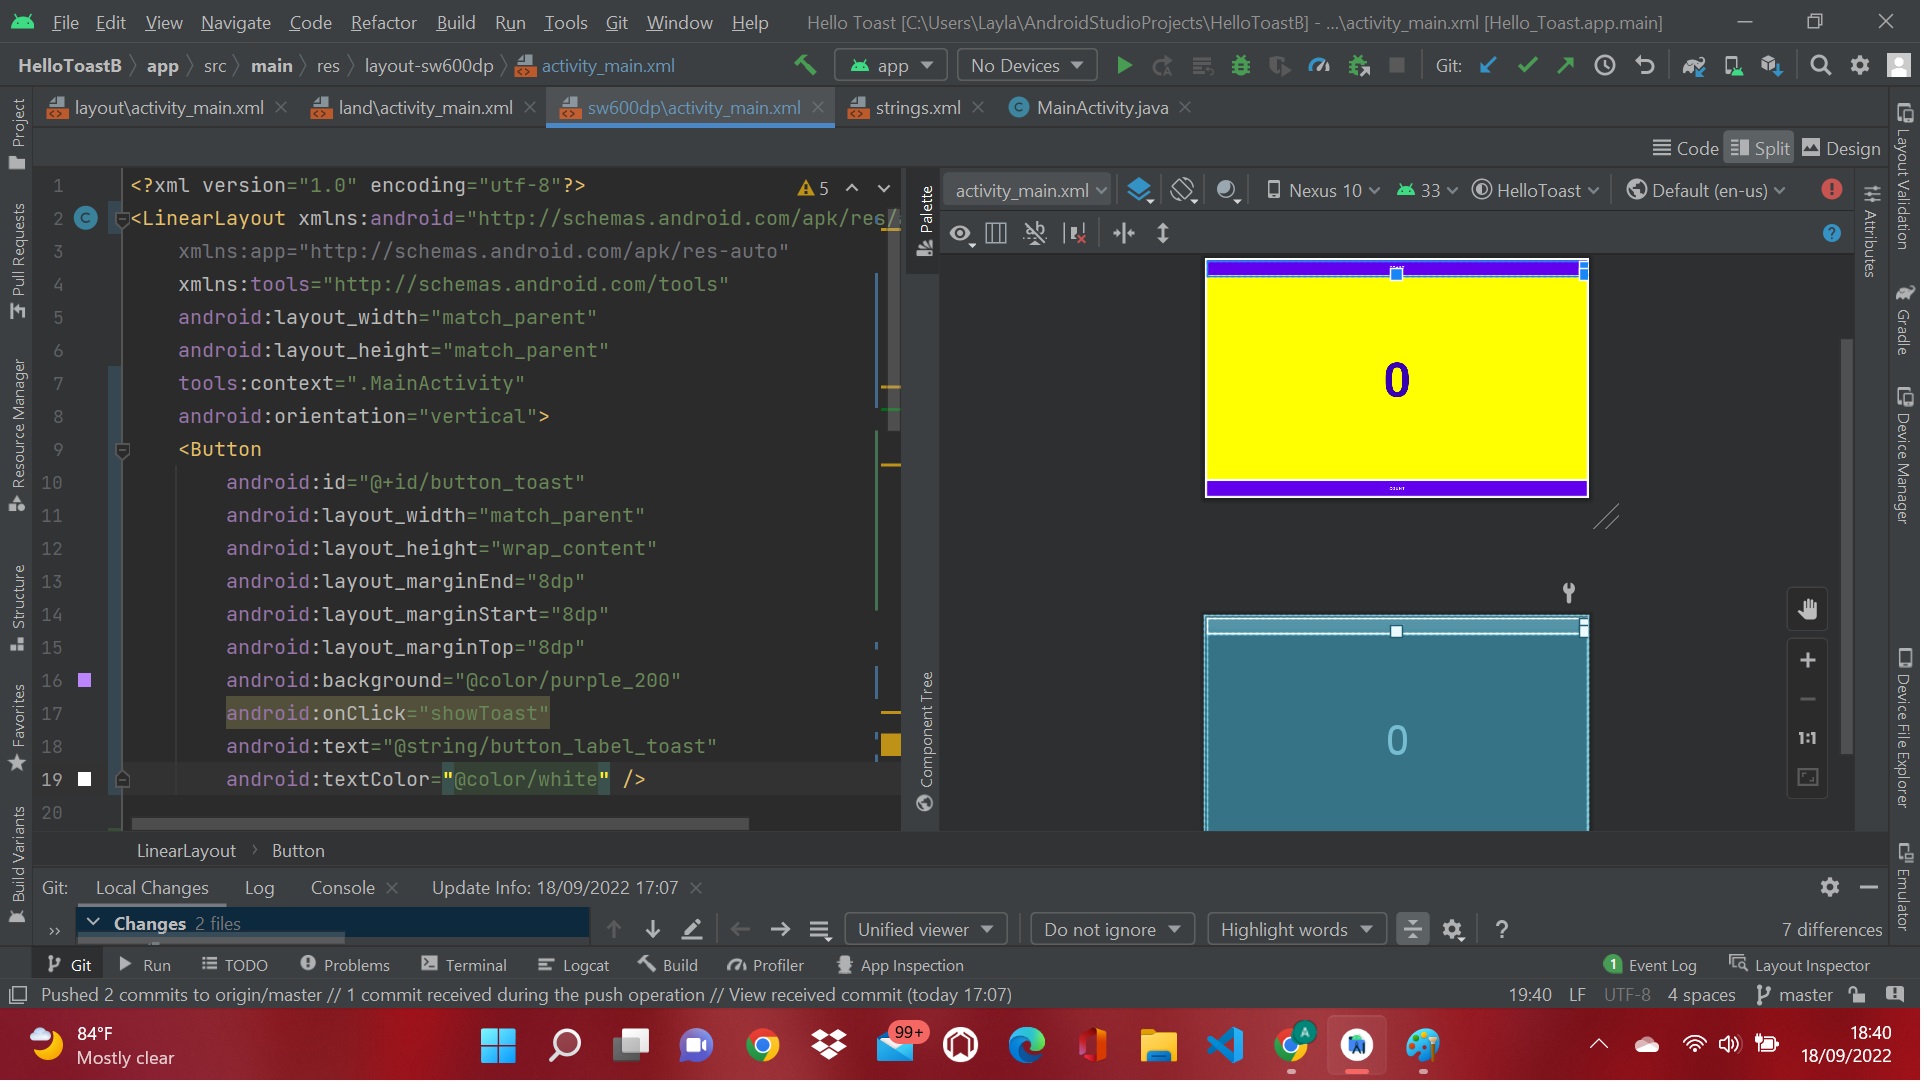 File Edit View Navigate Code Refactor Build Run Tools Git Window Help Hello Toast [C:\Users\Layla\AndroidStudioProjects\HelloToastB] - ...\activity_main.xml [Hello_Toast.app.main]
HelloToastB app src main res layout-sw600dp activity_main.xml app No Devices Git:
layout\activity_main.xml land\activity_main.xml sw600dp\activity_main.xml strings.xml MainActivity.java
Code Split Design
activity_main.xml Nexus 10 33 HelloToast Default (en-us)
5
1 <?xml version="1.0" encoding="utf-8"?>
2 <LinearLayout xmlns:android="http://schemas.android.com/apk/res/
3 xmlns:app="http://schemas.android.com/apk/res-auto"
4 xmlns:tools="http://schemas.android.com/tools"
5 android:layout_width="match_parent"
6 android:layout_height="match_parent"
7 tools:context=".MainActivity"
8 android:orientation="vertical">
9 <Button
10 android:id="@+id/button_toast"
11 android:layout_width="match_parent"
12 android:layout_height="wrap_content"
13 android:layout_marginEnd="8dp"
14 android:layout_marginStart="8dp"
15 android:layout_marginTop="8dp"
16 android:background="@color/purple_200"
17 android:onClick="showToast"
18 android:text="@string/button_label_toast"
19 android:textColor="@color/white" />
20
Project
Pull Requests
Resource Manager
Structure
Favorites
Build Variants
Palette
Component Tree
0
COUNT
0
1:1
Attributes
Layout Validation
Gradle
Device Manager
Device File Explorer
Emulator
LinearLayout Button
Git: Local Changes Log Console Update Info: 18/09/2022 17:07
Changes 2 files Unified viewer Do not ignore Highlight words ? 7 differences
Git Run TODO Problems Terminal Logcat Build Profiler App Inspection 1 Event Log Layout Inspector
Pushed 2 commits to origin/master // 1 commit received during the push operation // View received commit (today 17:07) 19:40 LF UTF-8 4 spaces master
84°F
Mostly clear
99+
A
18:40
18/09/2022